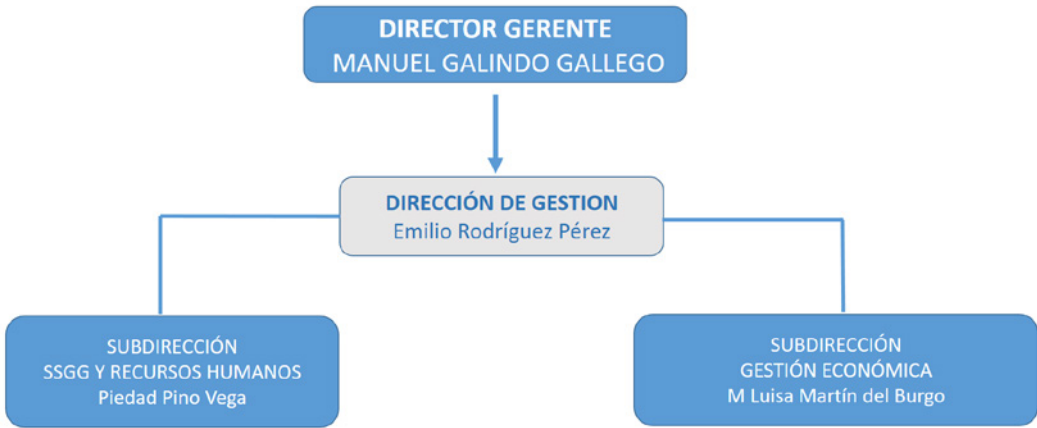 DIRECTOR GERENTE
MANUEL GALINDO GALLEGO
DIRECCIÓN DE GESTION
Emilio Rodríguez Pérez
SUBDIRECCIÓN
SSGG Y RECURSOS HUMANOS
Piedad Pino Vega
SUBDIRECCIÓN
GESTIÓN ECONÓMICA
M Luisa Martín del Burgo